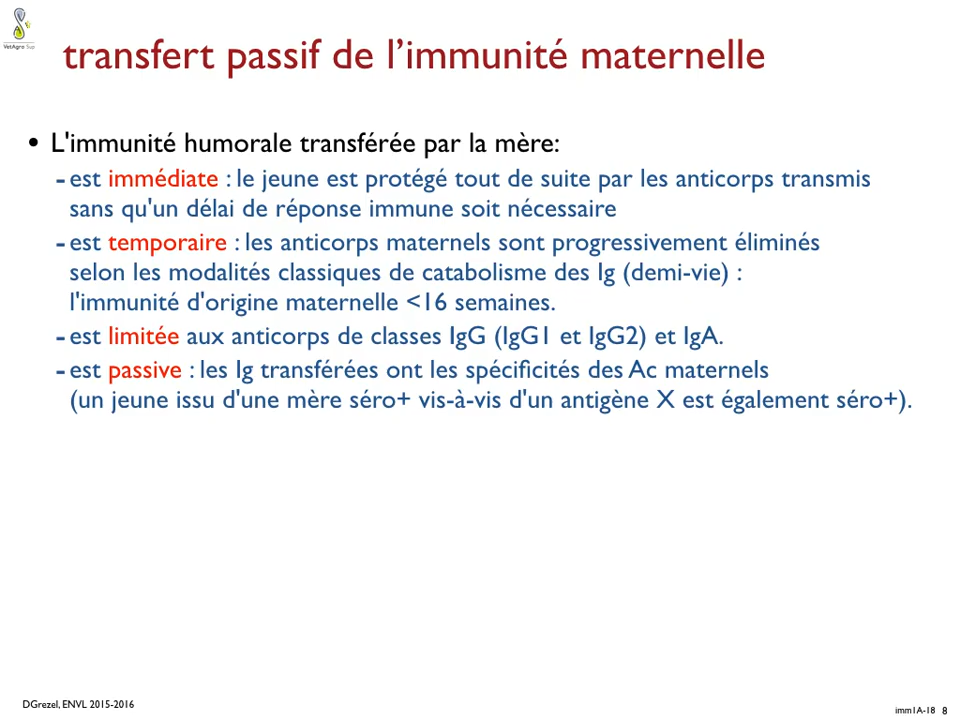 VetAgro Sup
transfert passif de l’immunité maternelle
• L'immunité humorale transférée par la mère:
- est immédiate : le jeune est protégé tout de suite par les anticorps transmis
sans qu'un délai de réponse immune soit nécessaire
- est temporaire : les anticorps maternels sont progressivement éliminés
selon les modalités classiques de catabolisme des Ig (demi-vie) :
l'immunité d'origine maternelle <16 semaines.
- est limitée aux anticorps de classes IgG (IgG1 et IgG2) et IgA.
- est passive : les Ig transférées ont les spécificités des Ac maternels
(un jeune issu d'une mère séro+ vis-à-vis d'un antigène X est également séro+).
DGrezel, ENVL 2015-2016
imm1A-18 8